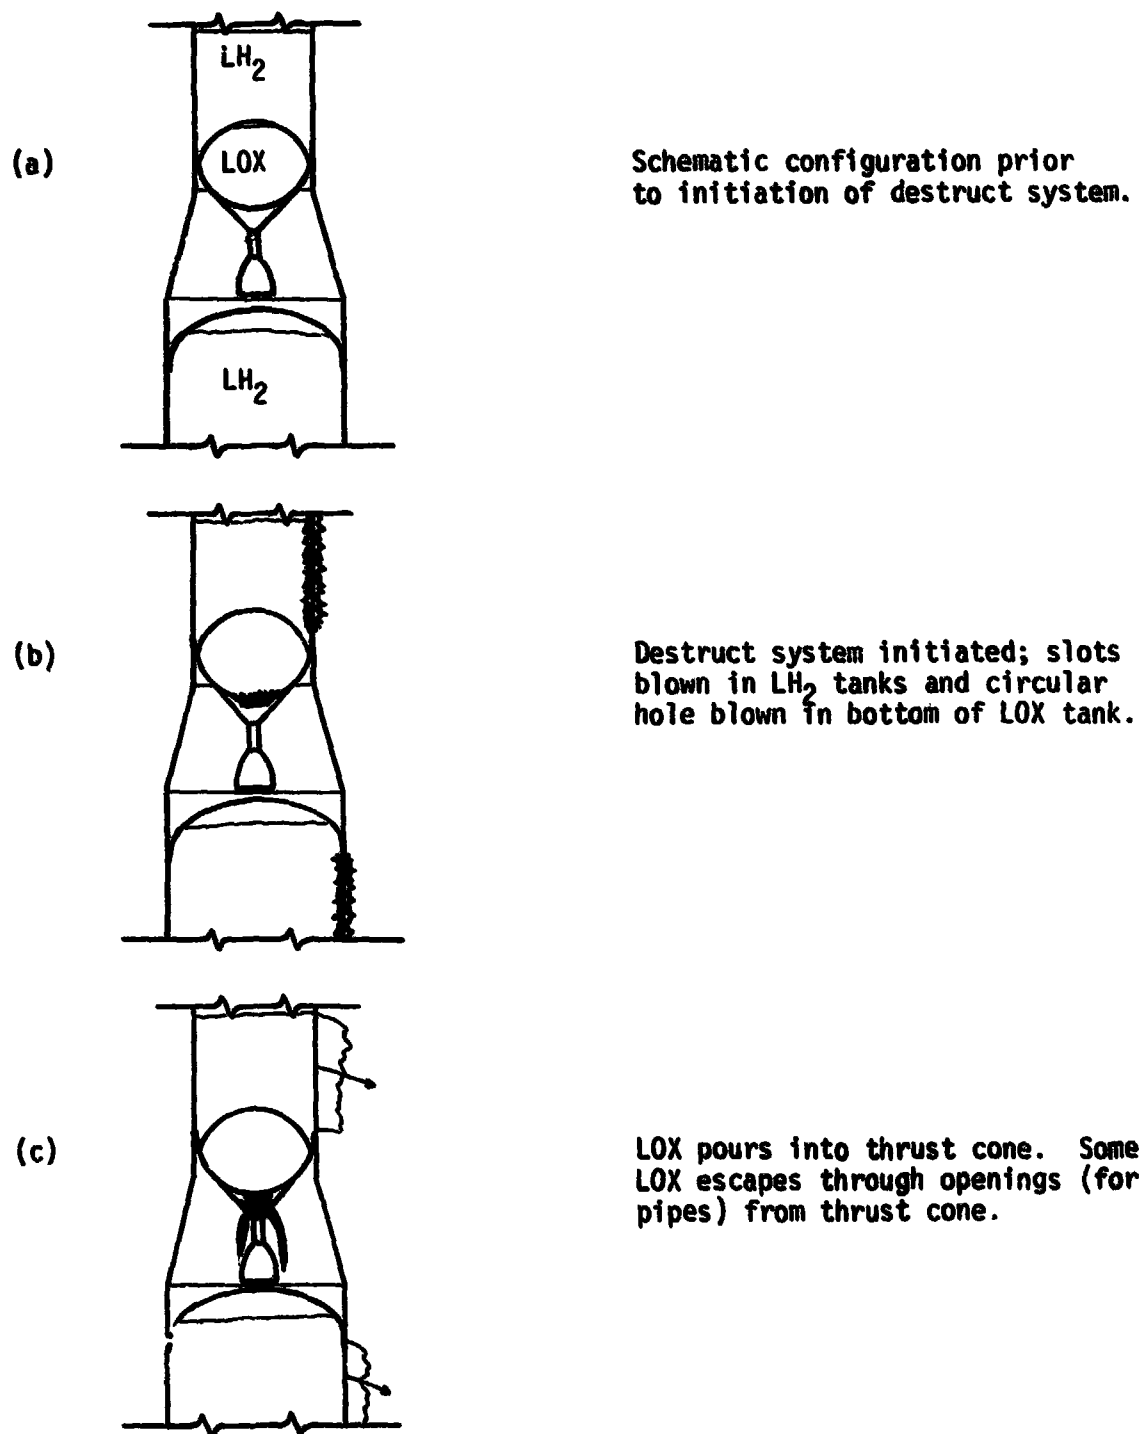 LH2
(a)
LOX
Schematic configuration prior
to initiation of destruct system.
LH2
(b)
Destruct system initiated; slots
blown in LH2 tanks and circular
hole blown in bottom of LOX tank.
(c)
LOX pours into thrust cone. Some
LOX escapes through openings (for
pipes) from thrust cone.